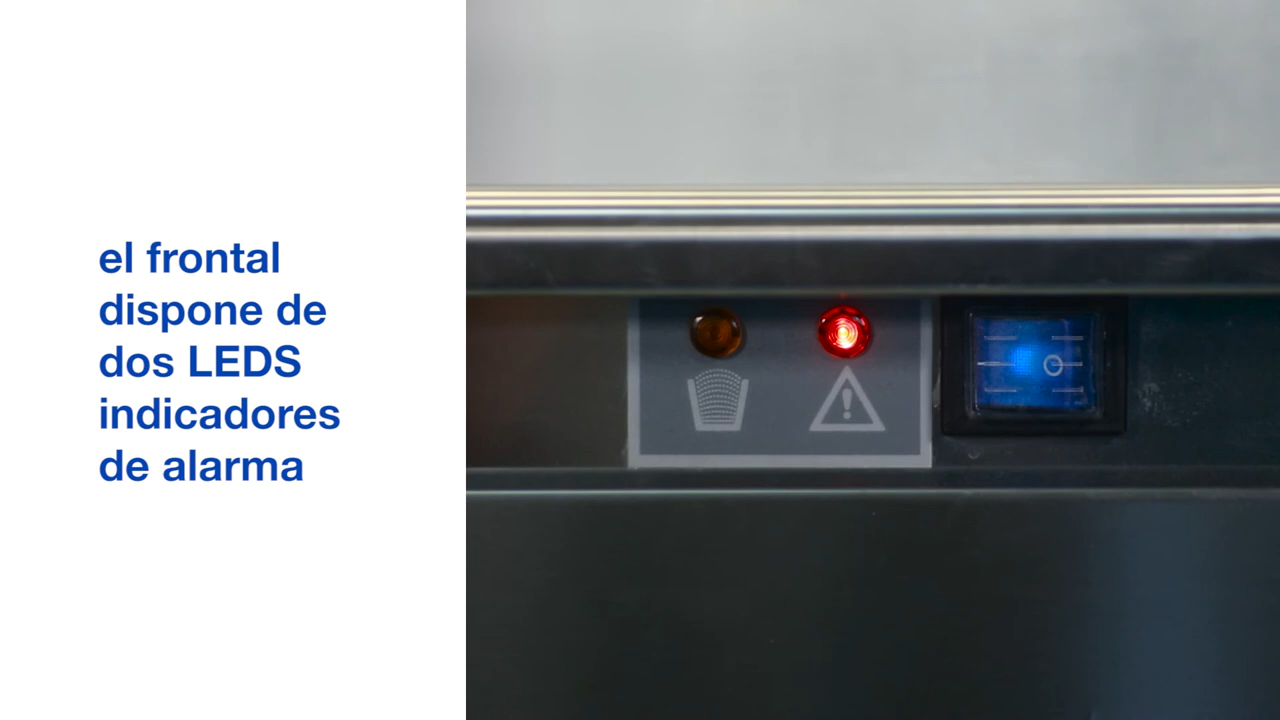 el frontal
dispone de
dos LEDS
indicadores
de alarma